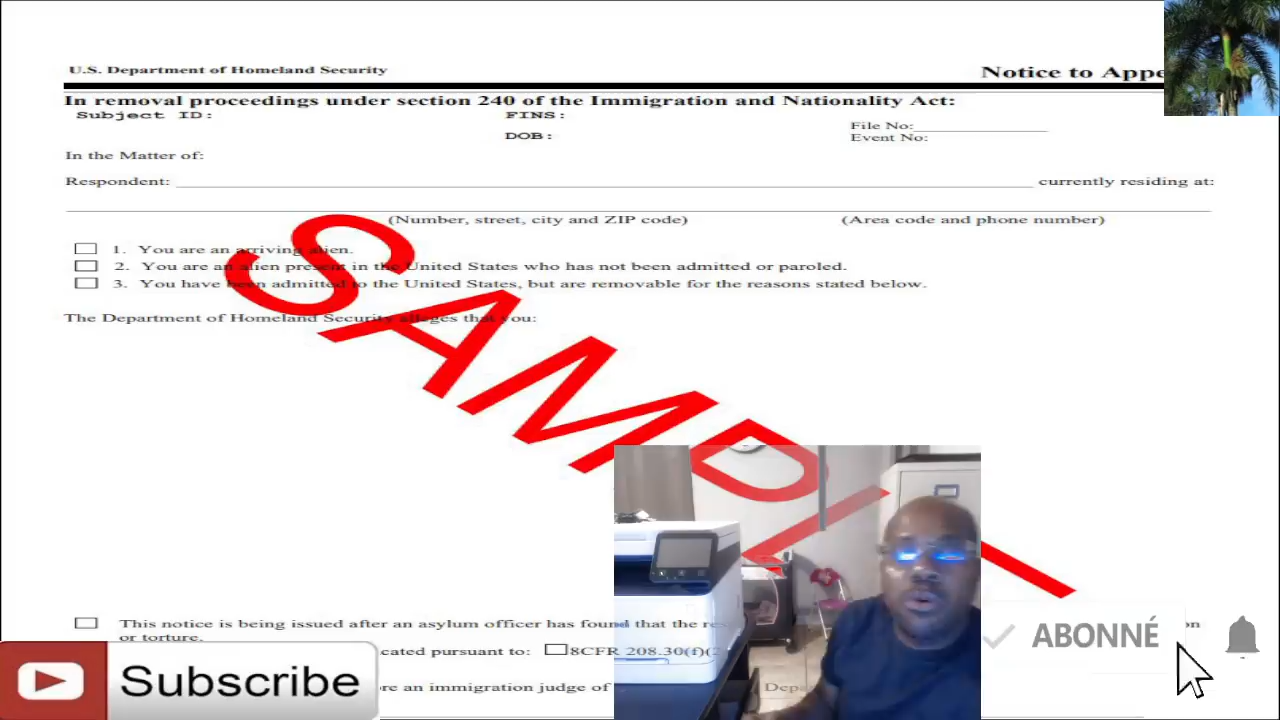 U.S. Department of Homeland Security
Notice to Appe
In removal proceedings under section 240 of the Immigration and Nationality Act:
Subject ID: FINS: File No:
DOB: Event No:
In the Matter of:
Respondent: currently residing at:
(Number, street, city and ZIP code) (Area code and phone number)
1. You are an arriving alien.
2. You are an alien present in the United States who has not been admitted or paroled.
3. You have been admitted to the United States, but are removable for the reasons stated below.
The Department of Homeland Security alleges that you:
SAMPL
This notice is being issued after an asylum officer has found that the res on
or torture.
cated pursuant to: 8CFR 208.30(f)(
re an immigration judge of Depa
Subscribe
ABONNÉ